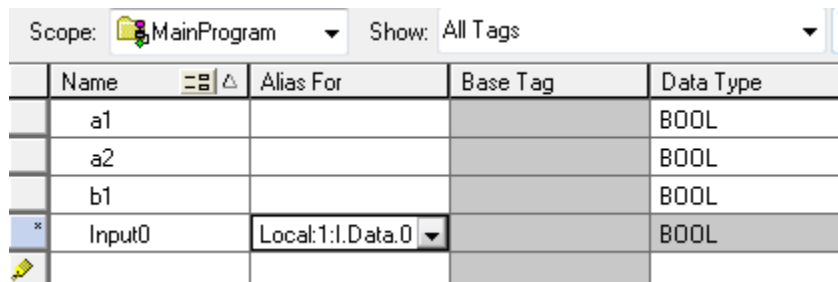 Scope: MainProgram Show: All Tags
Name Alias For Base Tag Data Type
a1 BOOL
a2 BOOL
b1 BOOL
Input0 Local:1:I.Data.0 BOOL